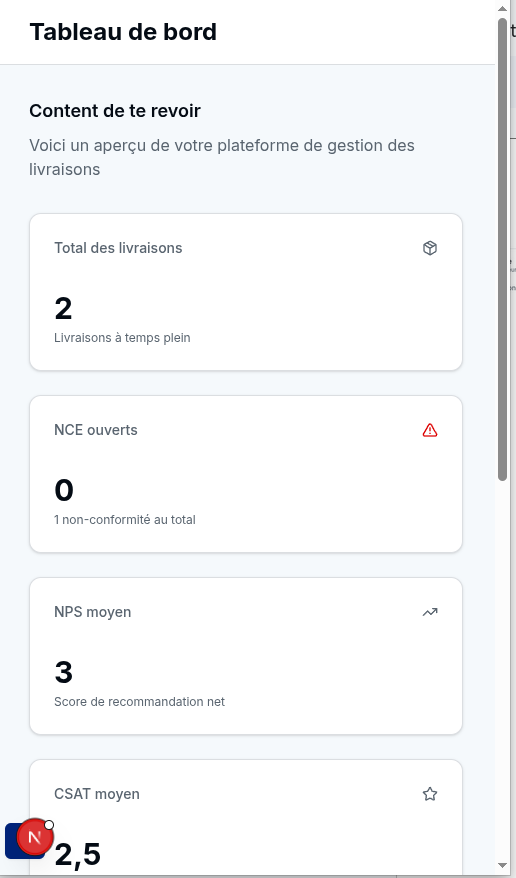 Tableau de bord
Content de te revoir
Voici un aperçu de votre plateforme de gestion des
livraisons
Total des livraisons
2
Livraisons à temps plein
NCE ouverts
0
1 non-conformité au total
NPS moyen
3
Score de recommandation net
CSAT moyen
2,5
N